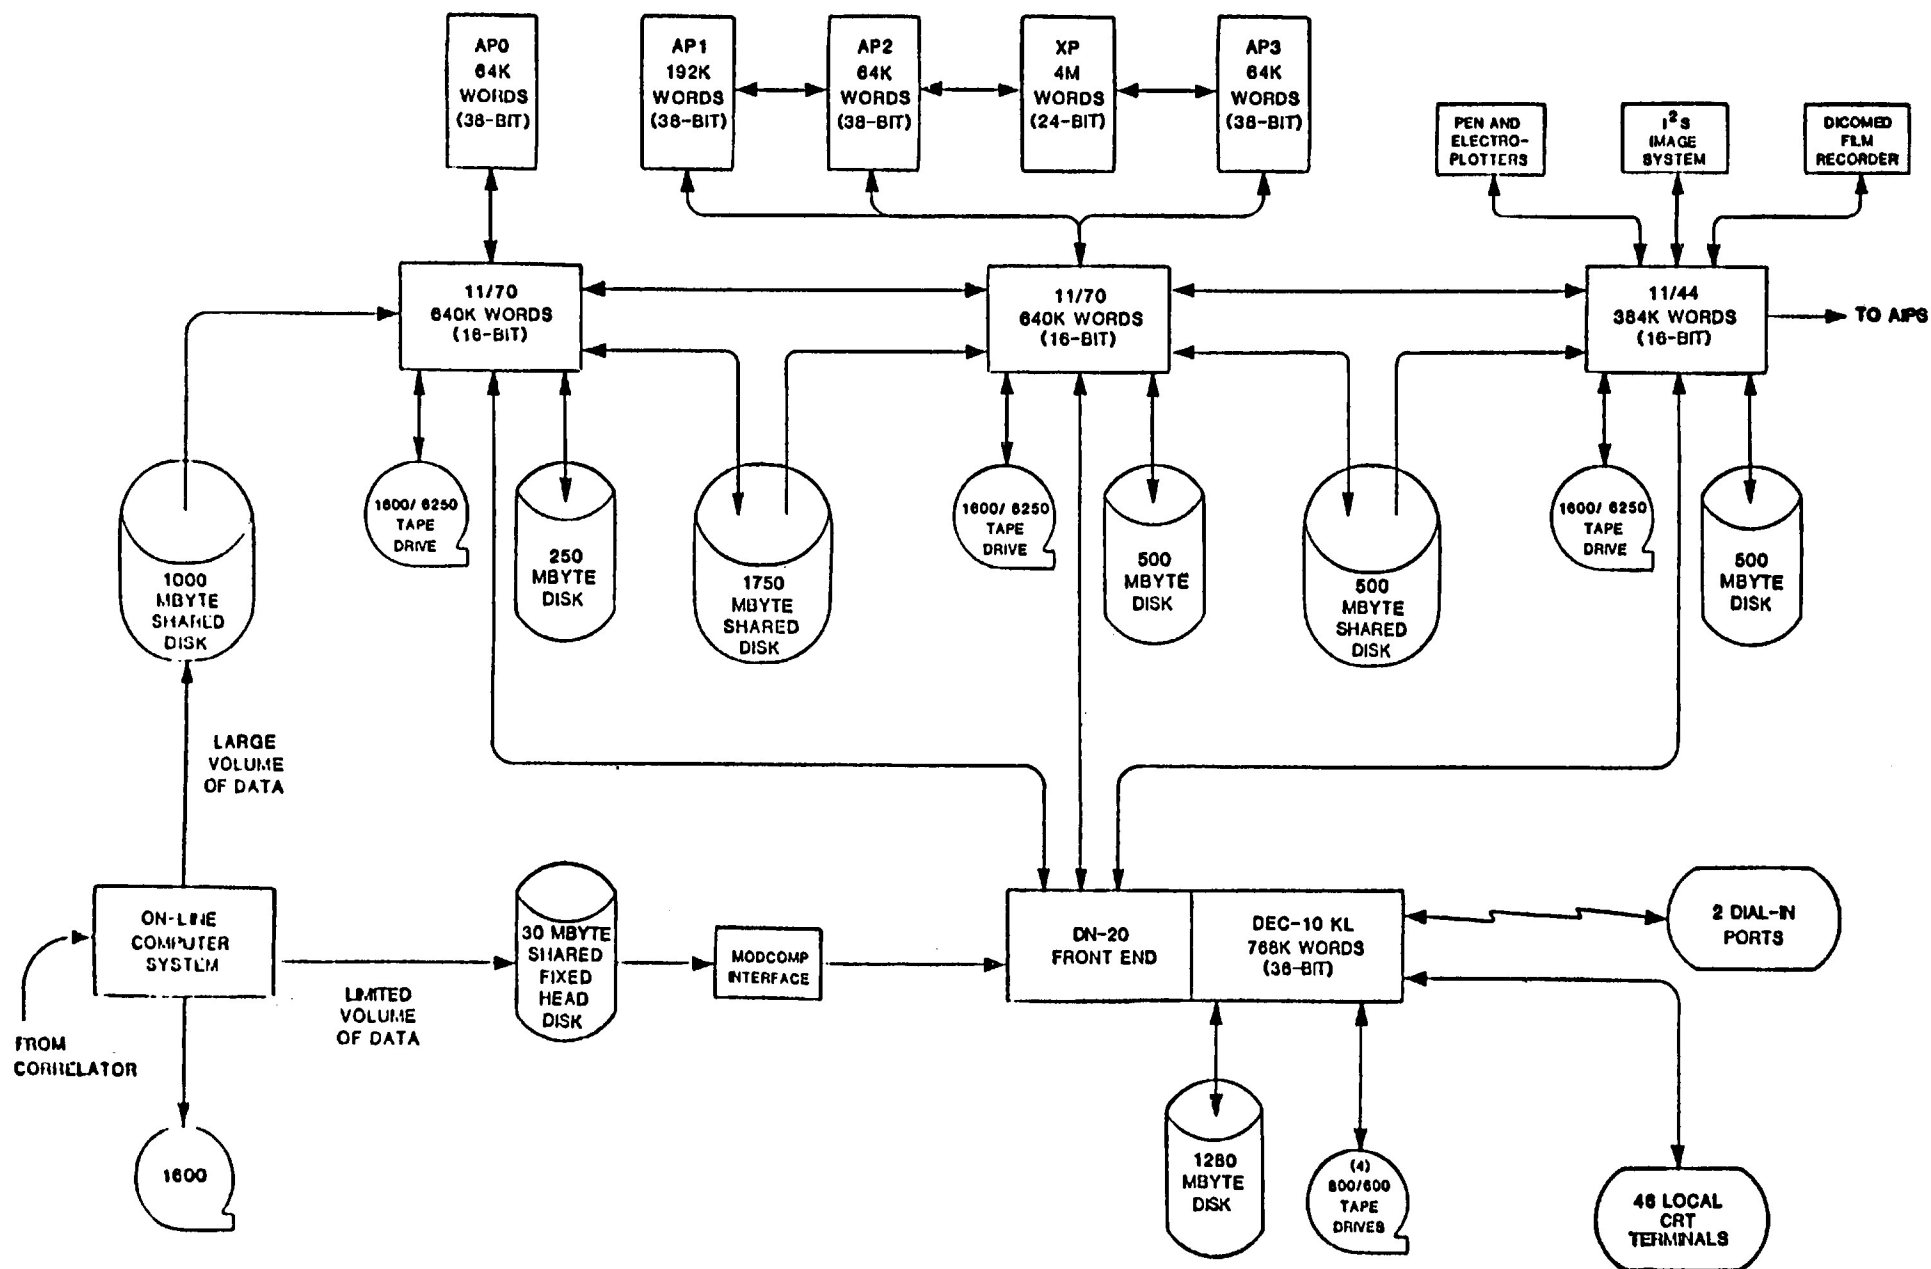 AP0
64K
WORDS
(38-BIT)
AP1
192K
WORDS
(38-BIT)
AP2
64K
WORDS
(38-BIT)
XP
4M
WORDS
(24-BIT)
AP3
64K
WORDS
(38-BIT)
PEN AND
ELECTRO-
PLOTTERS
I²S
IMAGE
SYSTEM
DICOMED
FILM
RECORDER
11/70
640K WORDS
(16-BIT)
11/70
640K WORDS
(16-BIT)
11/44
384K WORDS
(16-BIT)
TO AIPS
1000
MBYTE
SHARED
DISK
1600/ 6250
TAPE
DRIVE
250
MBYTE
DISK
1750
MBYTE
SHARED
DISK
1600/ 6250
TAPE
DRIVE
500
MBYTE
DISK
500
MBYTE
SHARED
DISK
1600/ 6250
TAPE
DRIVE
500
MBYTE
DISK
LARGE
VOLUME
OF DATA
ON-LINE
COMPUTER
SYSTEM
FROM
CORRELATOR
LIMITED
VOLUME
OF DATA
30 MBYTE
SHARED
FIXED
HEAD
DISK
MODCOMP
INTERFACE
DN-20
FRONT END
DEC-10 KL
768K WORDS
(36-BIT)
2 DIAL-IN
PORTS
1600
1280
MBYTE
DISK
(4)
800/600
TAPE
DRIVES
46 LOCAL
CRT
TERMINALS